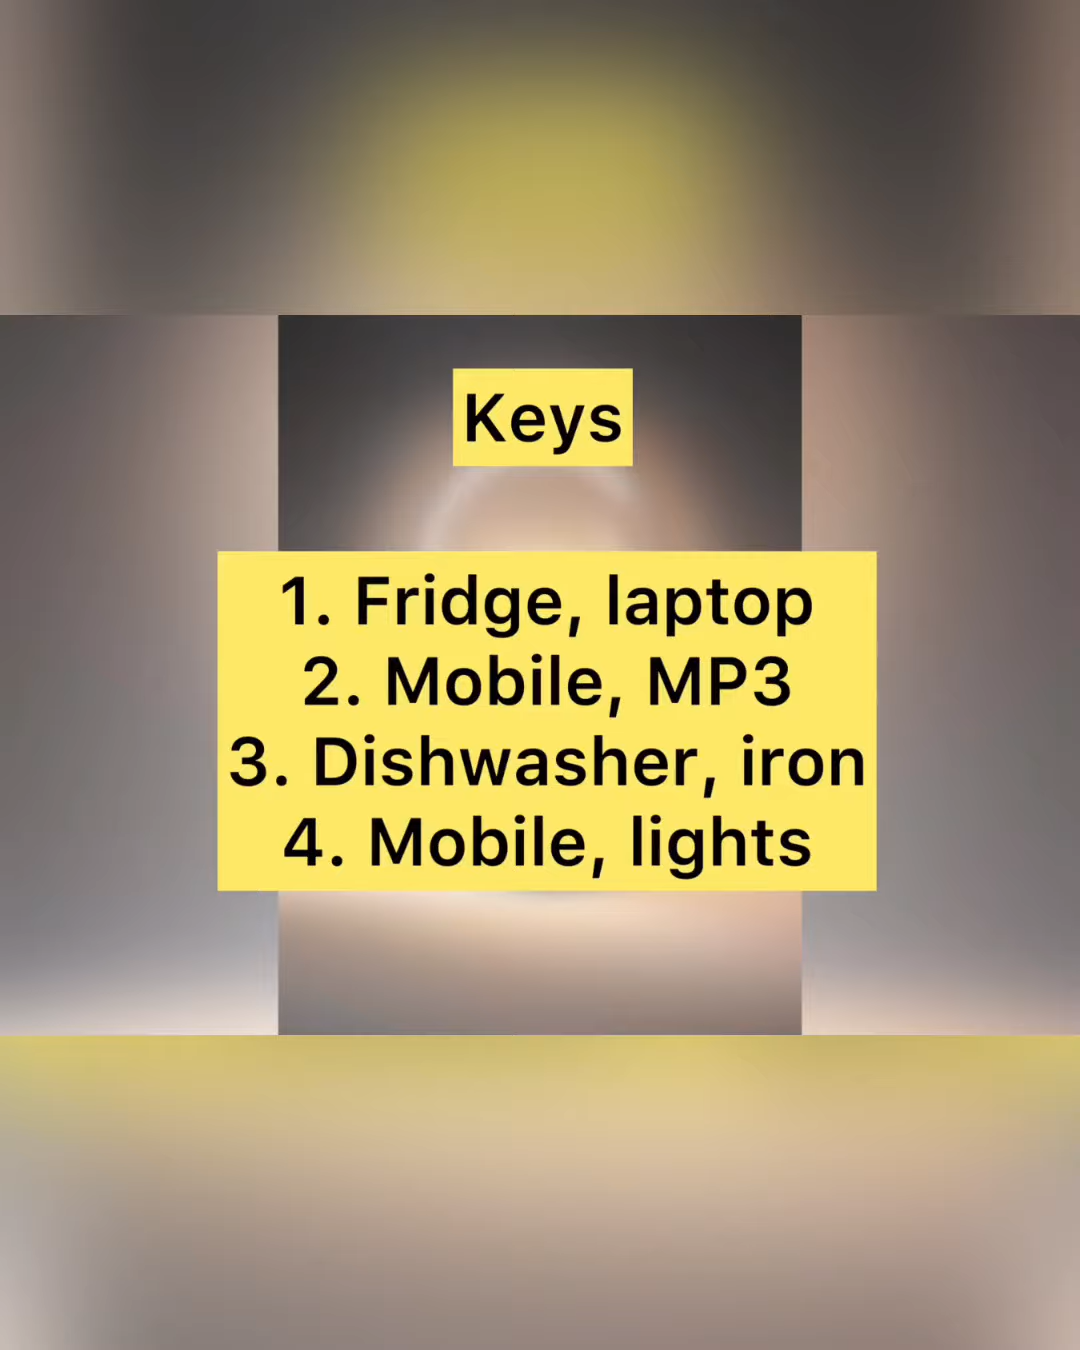 Keys
1. Fridge, laptop
2. Mobile, MP3
3. Dishwasher, iron
4. Mobile, lights